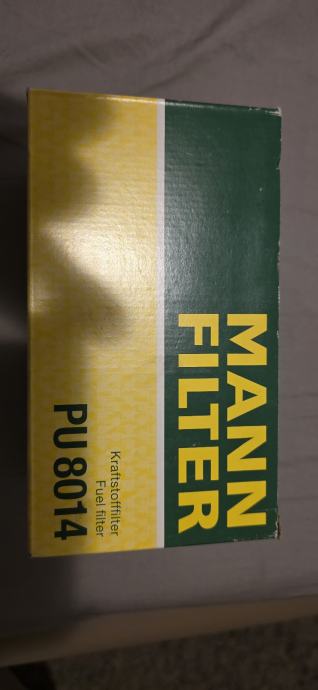 MANN
FILTER
Kraftstofffilter
Fuel filter
PU 8014